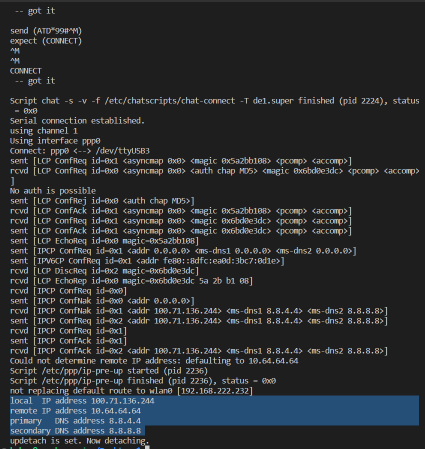 -- got it
send (ATD*99#^M)
expect (CONNECT)
^M
^M
CONNECT
-- got it
Script chat -s -v -f /etc/chatscripts/chat-connect -T de1.super finished (pid 2224), status
= 0x0
Serial connection established.
using channel 1
Using interface ppp0
Connect: ppp0 <--> /dev/ttyUSB3
sent [LCP ConfReq id=0x1 <asyncmap 0x0> <magic 0x5a2bb108> <pcomp> <accomp>]
rcvd [LCP ConfReq id=0x0 <asyncmap 0x0> <auth chap MD5> <magic 0x6bd0e3dc> <pcomp> <accomp>
]
No auth is possible
sent [LCP ConfRej id=0x0 <auth chap MD5>]
rcvd [LCP ConfAck id=0x1 <asyncmap 0x0> <magic 0x5a2bb108> <pcomp> <accomp>]
rcvd [LCP ConfReq id=0x1 <asyncmap 0x0> <magic 0x6bd0e3dc> <pcomp> <accomp>]
sent [LCP ConfAck id=0x1 <asyncmap 0x0> <magic 0x6bd0e3dc> <pcomp> <accomp>]
sent [LCP EchoReq id=0x0 magic=0x5a2bb108]
sent [IPCP ConfReq id=0x1 <addr 0.0.0.0> <ms-dns1 0.0.0.0> <ms-dns2 0.0.0.0>]
sent [IPV6CP ConfReq id=0x1 <addr fe80::8dfc:ea0d:3bc7:0d1e>]
rcvd [LCP DiscReq id=0x2 magic=0x6bd0e3dc]
rcvd [LCP EchoRep id=0x0 magic=0x6bd0e3dc 5a 2b b1 08]
rcvd [IPCP ConfReq id=0x0]
sent [IPCP ConfNak id=0x0 <addr 0.0.0.0>]
rcvd [IPCP ConfNak id=0x1 <addr 100.71.136.244> <ms-dns1 8.8.4.4> <ms-dns2 8.8.8.8>]
sent [IPCP ConfReq id=0x2 <addr 100.71.136.244> <ms-dns1 8.8.4.4> <ms-dns2 8.8.8.8>]
rcvd [IPCP ConfReq id=0x1]
sent [IPCP ConfAck id=0x1]
rcvd [IPCP ConfAck id=0x2 <addr 100.71.136.244> <ms-dns1 8.8.4.4> <ms-dns2 8.8.8.8>]
Could not determine remote IP address: defaulting to 10.64.64.64
Script /etc/ppp/ip-pre-up started (pid 2236)
Script /etc/ppp/ip-pre-up finished (pid 2236), status = 0x0
not replacing default route to wlan0 [192.168.222.232]
local  IP address 100.71.136.244
remote IP address 10.64.64.64
primary   DNS address 8.8.4.4
secondary DNS address 8.8.8.8
updetach is set. Now detaching.